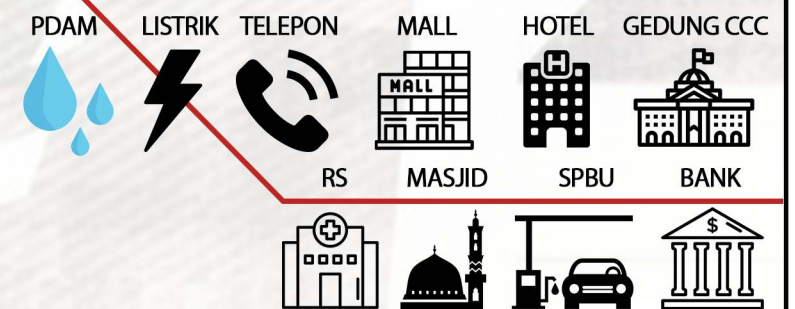 PDAM LISTRIK TELEPON MALL HOTEL GEDUNG CCC
H
MALL
RS MASJID SPBU BANK
$